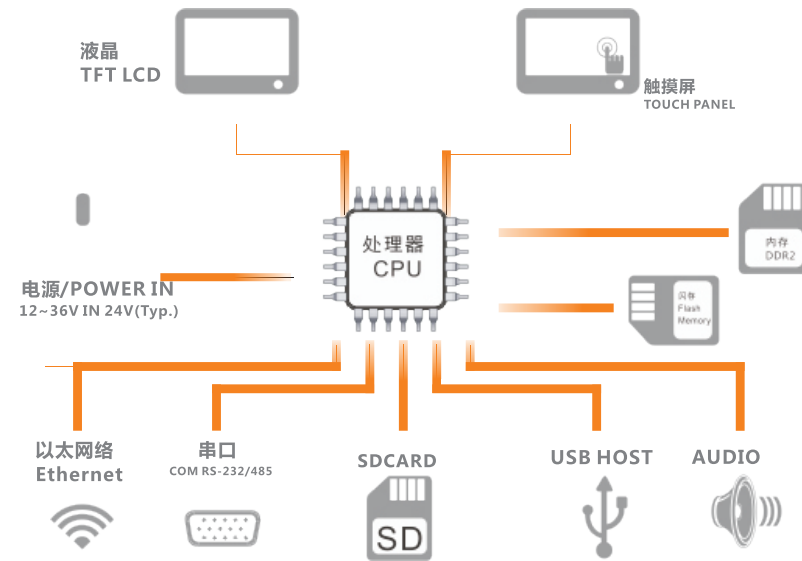 液晶
TFT LCD
触摸屏
TOUCH PANEL
处理器
CPU
内存
DDR2
电源/POWER IN
12~36V IN 24V(Typ.)
闪存
Flash
Memory
以太网络
Ethernet
串口
COM RS-232/485
SDCARD
USB HOST
AUDIO
SD